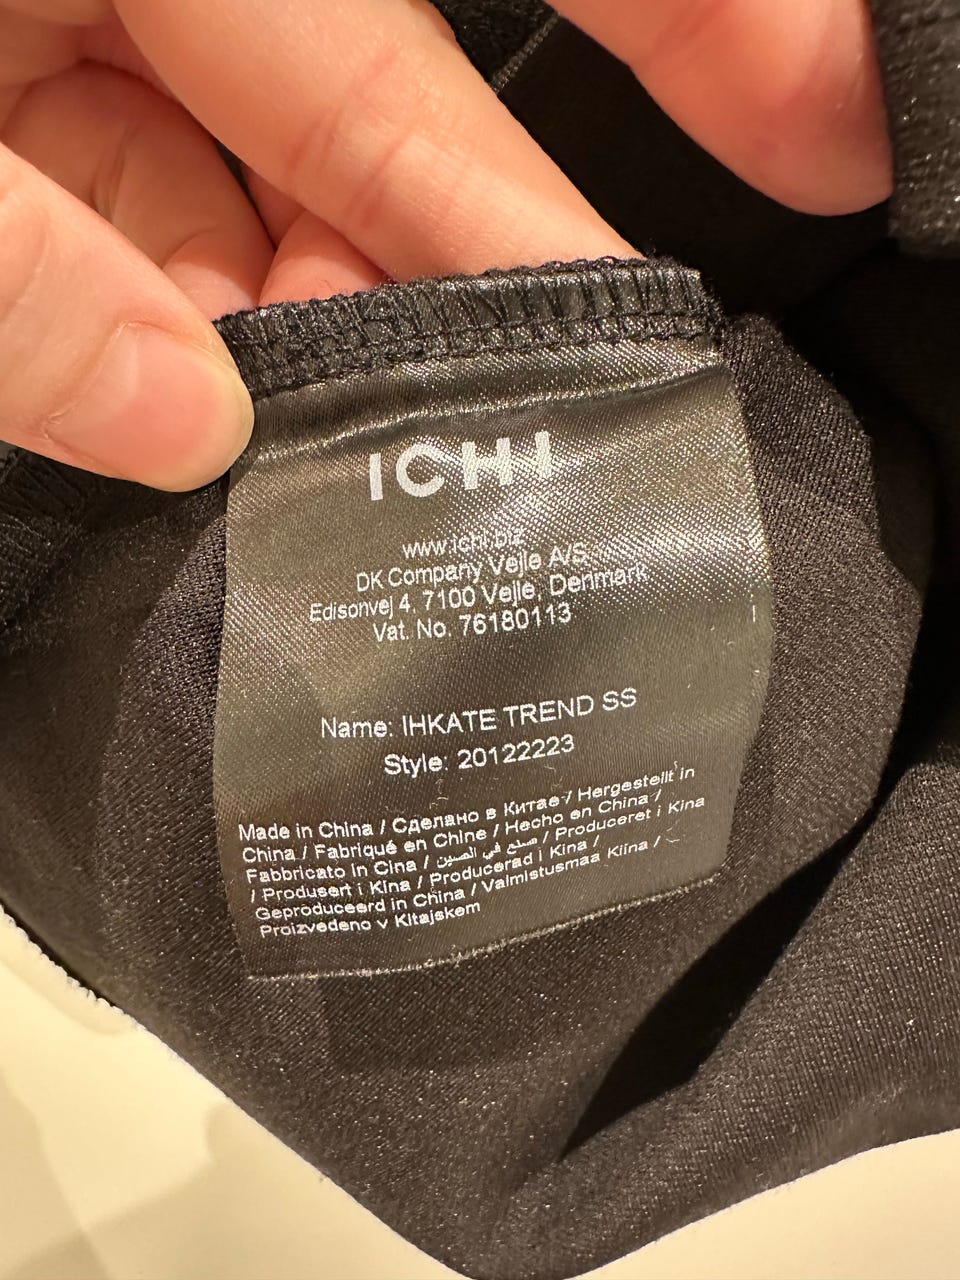 ICHI
www.ichi.biz
DK Company Vejle A/S
Edisonvej 4, 7100 Vejle, Denmark
Vat. No. 76180113
Name: IHKATE TREND SS
Style: 20122223
Made in China / Сделано в Китае / Hergestellt in
China / Fabriqué en Chine / Hecho en China /
Fabbricato in Cina / صنع في الصين / Produceret i Kina
/ Produsert i Kina / Producerad i Kina /
Geproduceerd in China / Valmistusmaa Kiina /
Proizvedeno v Kitajskem